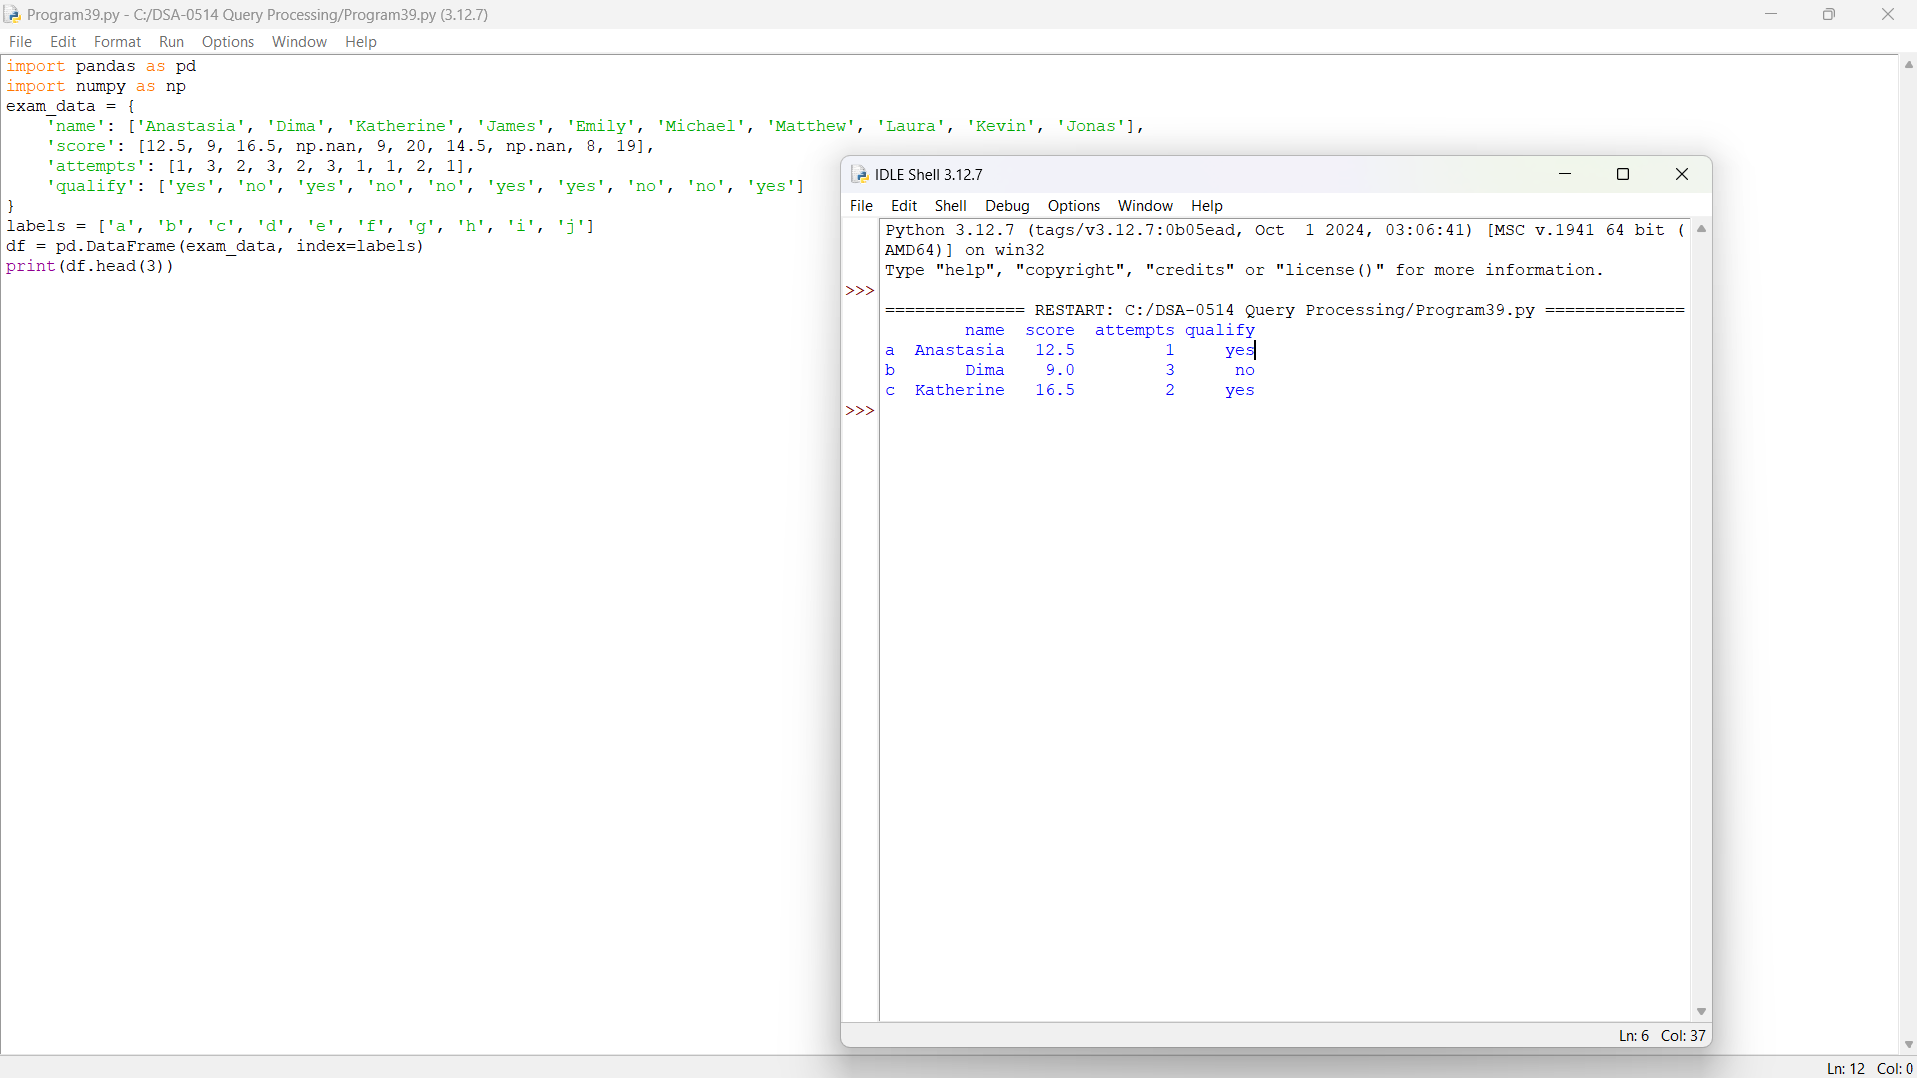 Program39.py - C:/DSA-0514 Query Processing/Program39.py (3.12.7)
File Edit Format Run Options Window Help
import pandas as pd
import numpy as np
exam_data = {
    'name': ['Anastasia', 'Dima', 'Katherine', 'James', 'Emily', 'Michael', 'Matthew', 'Laura', 'Kevin', 'Jonas'],
    'score': [12.5, 9, 16.5, np.nan, 9, 20, 14.5, np.nan, 8, 19],
    'attempts': [1, 3, 2, 3, 2, 3, 1, 1, 2, 1],
    'qualify': ['yes', 'no', 'yes', 'no', 'no', 'yes', 'yes', 'no', 'no', 'yes']
}
labels = ['a', 'b', 'c', 'd', 'e', 'f', 'g', 'h', 'i', 'j']
df = pd.DataFrame(exam_data, index=labels)
print(df.head(3))
IDLE Shell 3.12.7
File Edit Shell Debug Options Window Help
Python 3.12.7 (tags/v3.12.7:0b05ead, Oct  1 2024, 03:06:41) [MSC v.1941 64 bit (
AMD64)] on win32
Type "help", "copyright", "credits" or "license()" for more information.
>>>
============== RESTART: C:/DSA-0514 Query Processing/Program39.py ==============
        name  score  attempts qualify
a  Anastasia   12.5         1     yes
b       Dima    9.0         3      no
c  Katherine   16.5         2     yes
>>>
Ln: 6 Col: 37
Ln: 12 Col: 0